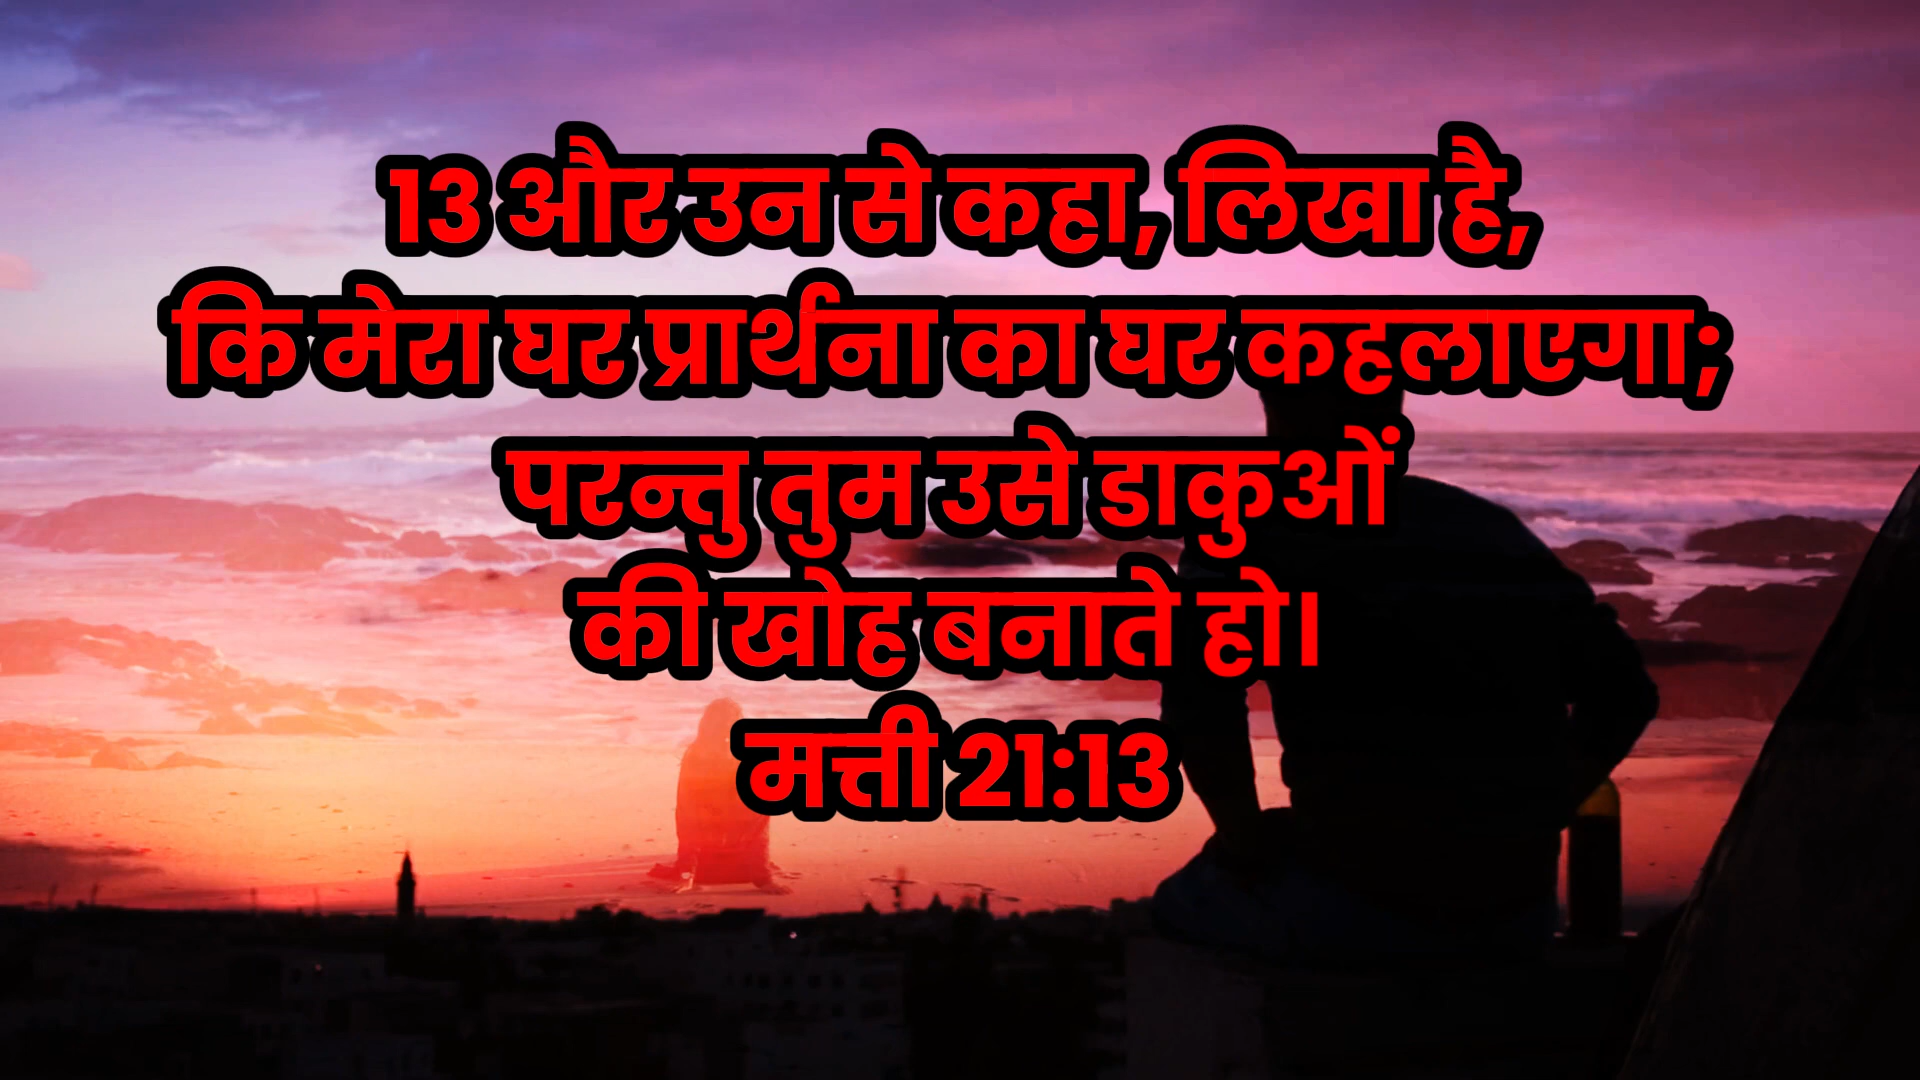 13 और उन से कहा, लिखा है,
कि मेरा घर प्रार्थना का घर कहलाएगा;
परन्तु तुम उसे डाकुओं
की खोह बनाते हो।
मत्ती 21:13